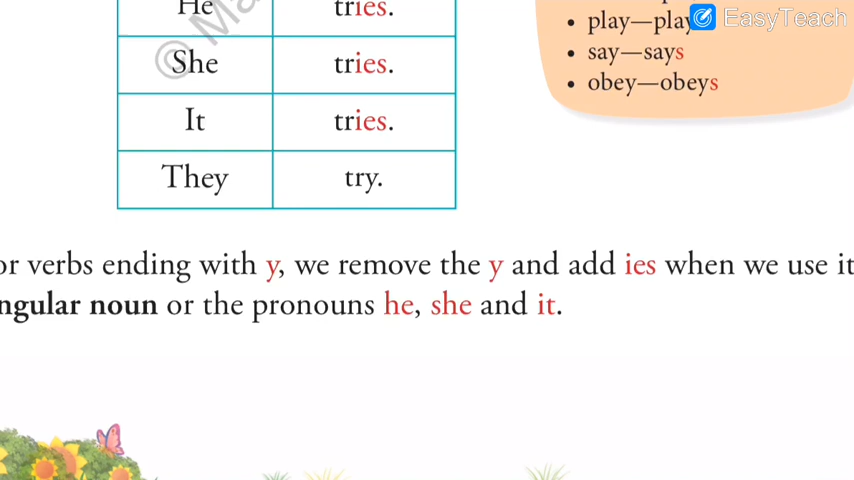 He tries.
She tries.
It tries.
They try.
• play—play
• say—says
• obey—obeys
EasyTeach
or verbs ending with y, we remove the y and add ies when we use it
ngular noun or the pronouns he, she and it.